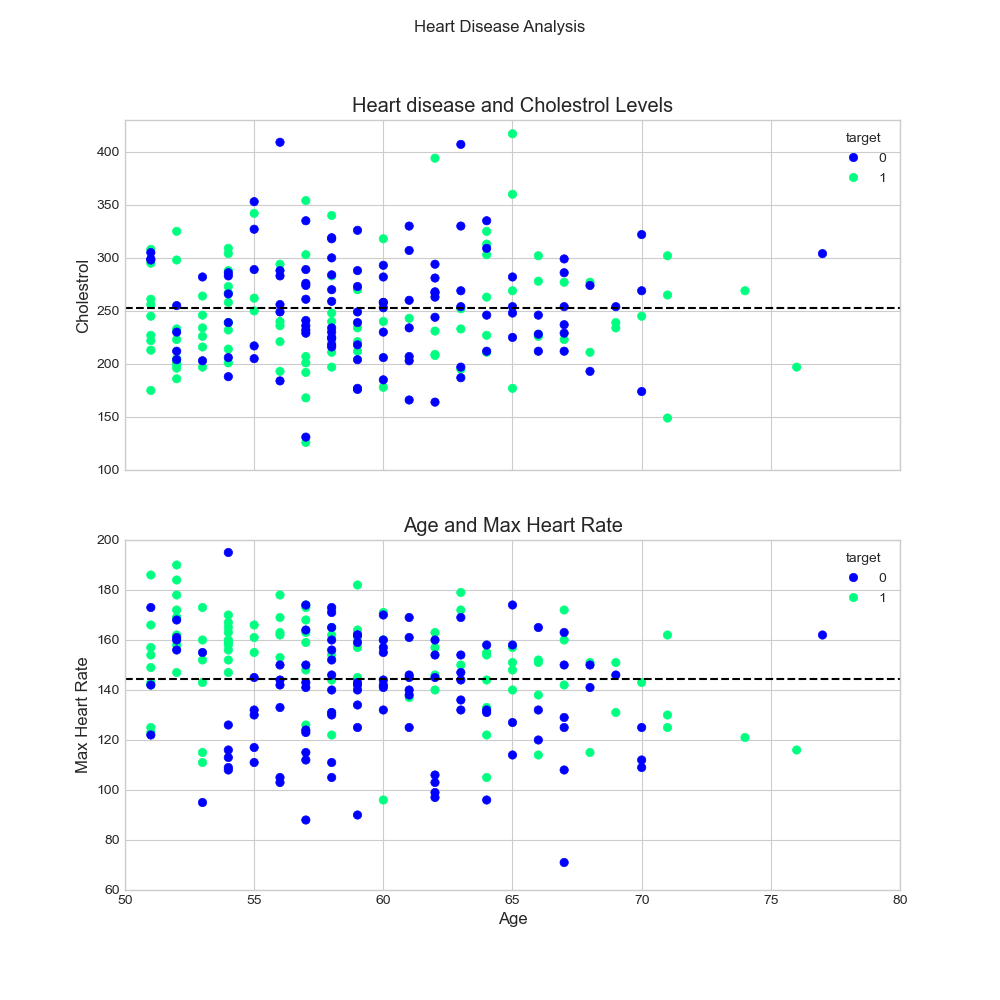 Heart Disease Analysis
Heart disease and Cholestrol Levels
400
350
300
250
200
150
100
Cholestrol
target
0
1
Age and Max Heart Rate
200
180
160
140
120
100
80
60
Max Heart Rate
target
0
1
50 55 60 65 70 75 80
Age